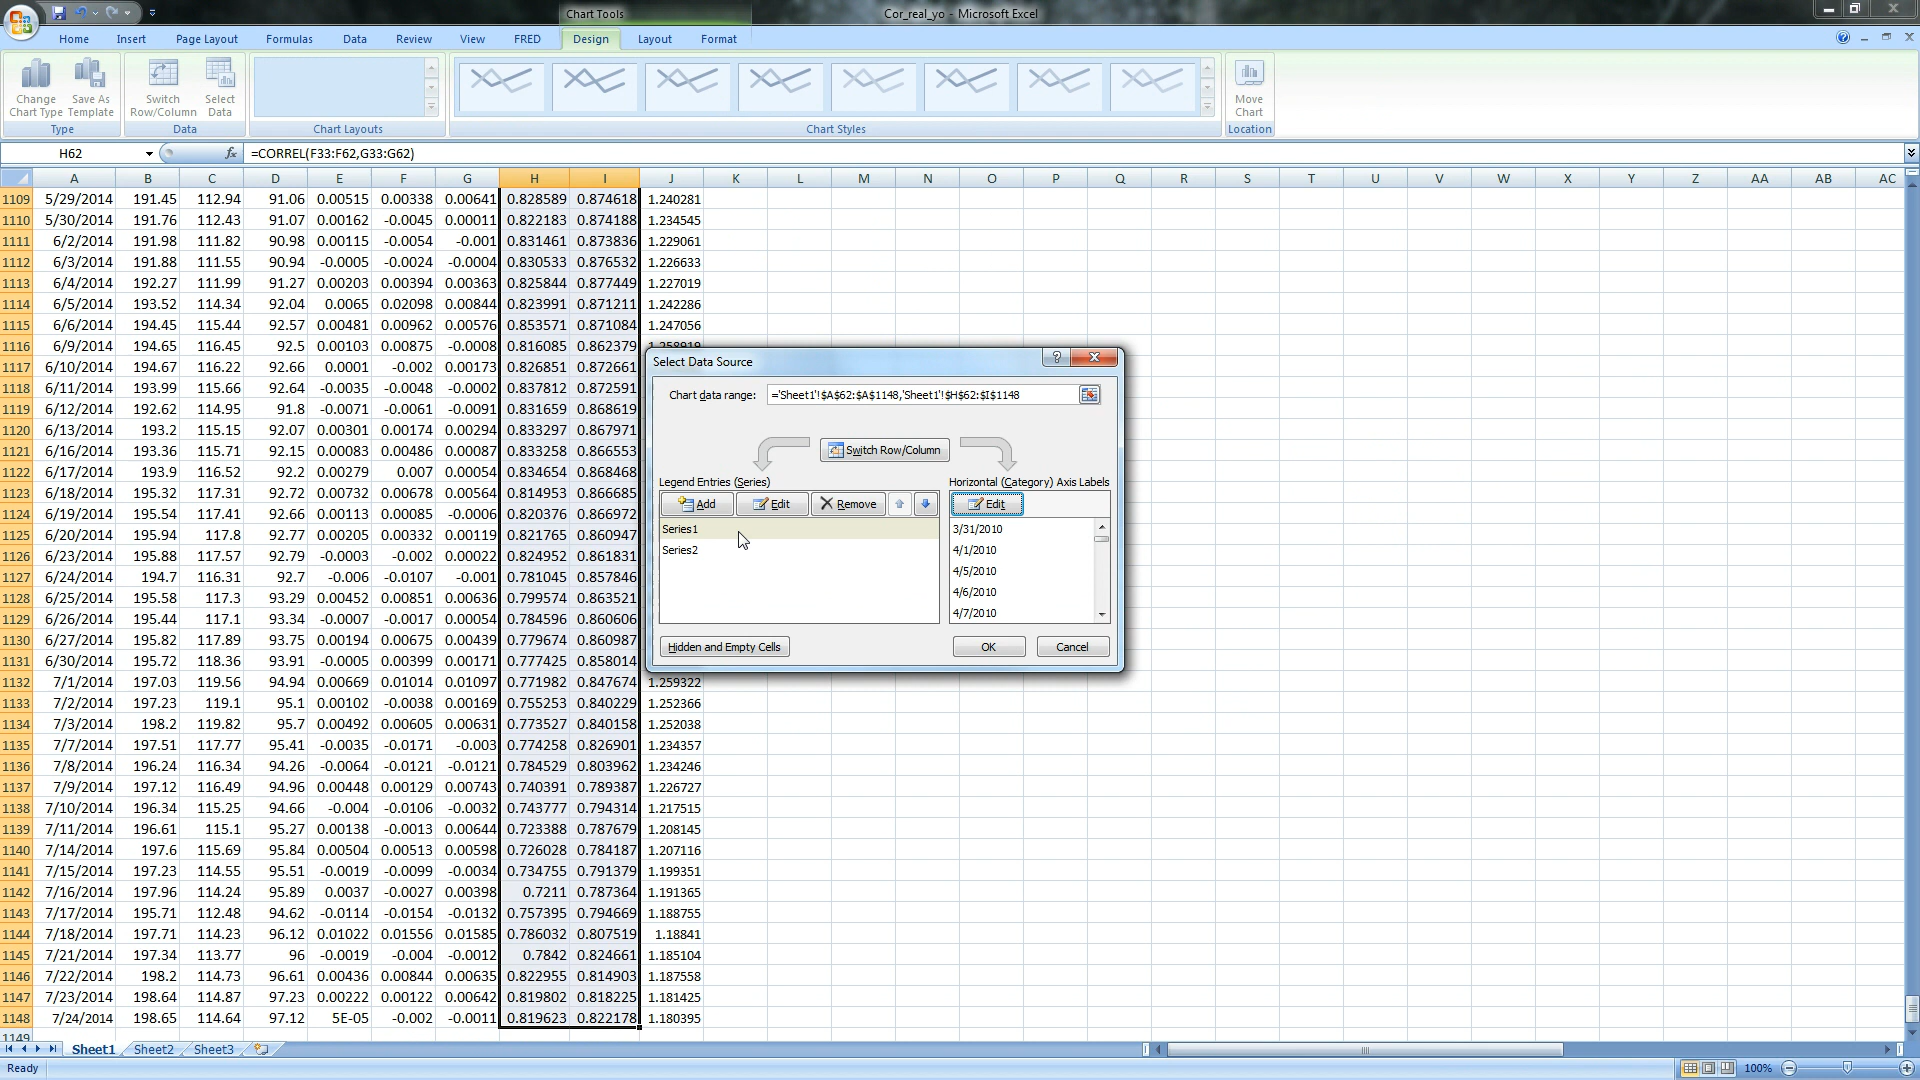 Chart Tools
Cor_real_yo - Microsoft Excel
Home Insert Page Layout Formulas Data Review View FRED Design Layout Format
Change Chart Type
Save As Template
Switch Row/Column
Select Data
Move Chart
Type Data Chart Layouts Chart Styles Location
H62 fx =CORREL(F33:F62,G33:G62)
A B C D E F G H I J K L M N O P Q R S T U V W X Y Z AA AB AC
1109 5/29/2014 191.45 112.94 91.06 0.00515 0.00338 0.00641 0.828589 0.874618 1.240281
1110 5/30/2014 191.76 112.43 91.07 0.00162 -0.0045 0.00011 0.822183 0.874188 1.234545
1111 6/2/2014 191.98 111.82 90.98 0.00115 -0.0054 -0.001 0.831461 0.873836 1.229061
1112 6/3/2014 191.88 111.55 90.94 -0.0005 -0.0024 -0.0004 0.830533 0.876532 1.226633
1113 6/4/2014 192.27 111.99 91.27 0.00203 0.00394 0.00363 0.825844 0.877449 1.227019
1114 6/5/2014 193.52 114.34 92.04 0.0065 0.02098 0.00844 0.823991 0.871211 1.242286
1115 6/6/2014 194.45 115.44 92.57 0.00481 0.00962 0.00576 0.853571 0.871084 1.247056
1116 6/9/2014 194.65 116.45 92.5 0.00103 0.00875 -0.0008 0.816085 0.862379
1117 6/10/2014 194.67 116.22 92.66 0.0001 -0.002 0.00173 0.826851 0.872661
1118 6/11/2014 193.99 115.66 92.64 -0.0035 -0.0048 -0.0002 0.837812 0.872591
1119 6/12/2014 192.62 114.95 91.8 -0.0071 -0.0061 -0.0091 0.831659 0.868619
1120 6/13/2014 193.2 115.15 92.07 0.00301 0.00174 0.00294 0.833297 0.867971
1121 6/16/2014 193.36 115.71 92.15 0.00083 0.00486 0.00087 0.833258 0.866553
1122 6/17/2014 193.9 116.52 92.2 0.00279 0.007 0.00054 0.834654 0.868468
1123 6/18/2014 195.32 117.31 92.72 0.00732 0.00678 0.00564 0.814953 0.866685
1124 6/19/2014 195.54 117.41 92.66 0.00113 0.00085 -0.0006 0.820376 0.866972
1125 6/20/2014 195.94 117.8 92.77 0.00205 0.00332 0.00119 0.821765 0.860947
1126 6/23/2014 195.88 117.57 92.79 -0.0003 -0.002 0.00022 0.824952 0.861831
1127 6/24/2014 194.7 116.31 92.7 -0.006 -0.0107 -0.001 0.781045 0.857846
1128 6/25/2014 195.58 117.3 93.29 0.00452 0.00851 0.00636 0.799574 0.863521
1129 6/26/2014 195.44 117.1 93.34 -0.0007 -0.0017 0.00054 0.784596 0.860606
1130 6/27/2014 195.82 117.89 93.75 0.00194 0.00675 0.00439 0.779674 0.860987
1131 6/30/2014 195.72 118.36 93.91 -0.0005 0.00399 0.00171 0.777425 0.858014
1132 7/1/2014 197.03 119.56 94.94 0.00669 0.01014 0.01097 0.771982 0.847674 1.259322
1133 7/2/2014 197.23 119.1 95.1 0.00102 -0.0038 0.00169 0.755253 0.840229 1.252366
1134 7/3/2014 198.2 119.82 95.7 0.00492 0.00605 0.00631 0.773527 0.840158 1.252038
1135 7/7/2014 197.51 117.77 95.41 -0.0035 -0.0171 -0.003 0.774258 0.826901 1.234357
1136 7/8/2014 196.24 116.34 94.26 -0.0064 -0.0121 -0.0121 0.784529 0.803962 1.234246
1137 7/9/2014 197.12 116.49 94.96 0.00448 0.00129 0.00743 0.740391 0.789387 1.226727
1138 7/10/2014 196.34 115.25 94.66 -0.004 -0.0106 -0.0032 0.743777 0.794314 1.217515
1139 7/11/2014 196.61 115.1 95.27 0.00138 -0.0013 0.00644 0.723388 0.787679 1.208145
1140 7/14/2014 197.6 115.69 95.84 0.00504 0.00513 0.00598 0.726028 0.784187 1.207116
1141 7/15/2014 197.23 114.55 95.51 -0.0019 -0.0099 -0.0034 0.734755 0.791379 1.199351
1142 7/16/2014 197.96 114.24 95.89 0.0037 -0.0027 0.00398 0.7211 0.787364 1.191365
1143 7/17/2014 195.71 112.48 94.62 -0.0114 -0.0154 -0.0132 0.757395 0.794669 1.188755
1144 7/18/2014 197.71 114.23 96.12 0.01022 0.01556 0.01585 0.786032 0.807519 1.18841
1145 7/21/2014 197.34 113.77 96 -0.0019 -0.004 -0.0012 0.7842 0.824661 1.185104
1146 7/22/2014 198.2 114.73 96.61 0.00436 0.00844 0.00635 0.822955 0.814903 1.187558
1147 7/23/2014 198.64 114.87 97.23 0.00222 0.00122 0.00642 0.819802 0.818225 1.181425
1148 7/24/2014 198.65 114.64 97.12 5E-05 -0.002 -0.0011 0.819623 0.822178 1.180395
1149
Select Data Source
Chart data range: ='Sheet1'!$A$62:$A$1148,'Sheet1'!$H$62:$I$1148
Switch Row/Column
Legend Entries (Series) Horizontal (Category) Axis Labels
Add Edit Remove Edit
Series1 3/31/2010
Series2 4/1/2010
4/5/2010
4/6/2010
4/7/2010
Hidden and Empty Cells OK Cancel
Sheet1 Sheet2 Sheet3
Ready 100%